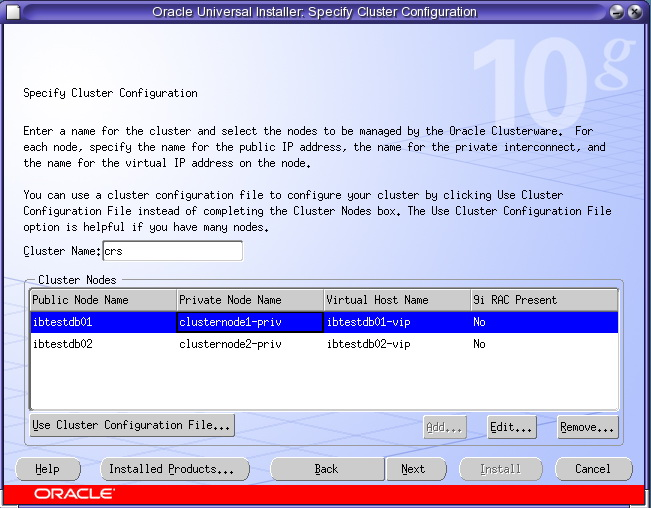 Oracle Universal Installer: Specify Cluster Configuration
10g
Specify Cluster Configuration
Enter a name for the cluster and select the nodes to be managed by the Oracle Clusterware.  For
each node, specify the name for the public IP address, the name for the private interconnect, and
the name for the virtual IP address on the node.
You can use a cluster configuration file to configure your cluster by clicking Use Cluster
Configuration File instead of completing the Cluster Nodes box. The Use Cluster Configuration File
option is helpful if you have many nodes.
Cluster Name: crs
Cluster Nodes
Public Node Name Private Node Name Virtual Host Name 9i RAC Present
ibtestdb01 clusternode1-priv ibtestdb01-vip No
ibtestdb02 clusternode2-priv ibtestdb02-vip No
Use Cluster Configuration File... Add... Edit... Remove...
Help Installed Products... Back Next Install Cancel
ORACLE